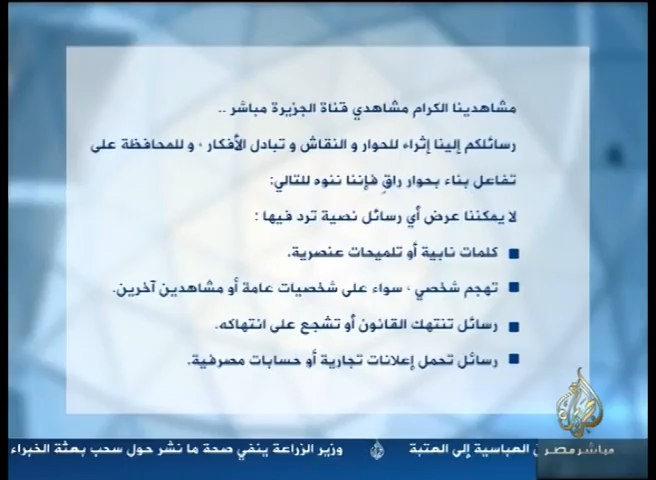 مشاهدينا الكرام مشاهدي قناة الجزيرة مباشر ..
رسائلكم إلينا إثراء للحوار و النقاش و تبادل الأفكار ، و للمحافظة على
تفاعل بناء بحوار راقٍ فإننا ننوه للتالي:
لا يمكننا عرض أي رسائل نصية ترد فيها :
كلمات نابية أو تلميحات عنصرية.
تهجم شخصي ، سواء على شخصيات عامة أو مشاهدين آخرين.
رسائل تنتهك القانون أو تشجع على انتهاكه.
رسائل تحمل إعلانات تجارية أو حسابات مصرفية.
مباشر مصر
العباسية إلى العتبة
وزير الزراعة ينفي صحة ما نشر حول سحب بعثة الخبراء